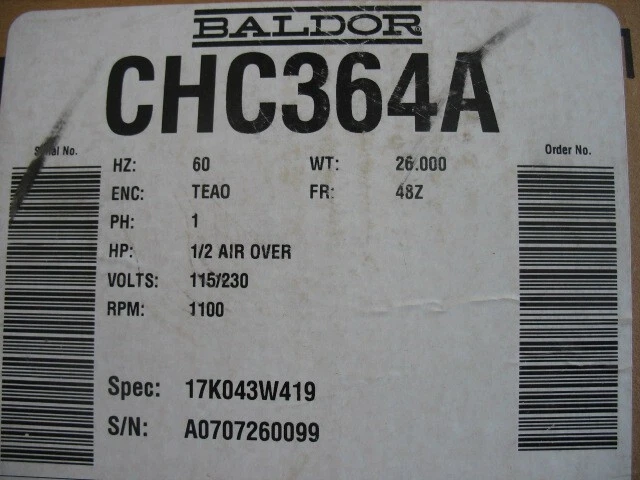 BALDOR
CHC364A
Serial No.
Order No.
HZ: 60 WT: 26.000
ENC: TEAO FR: 48Z
PH: 1
HP: 1/2 AIR OVER
VOLTS: 115/230
RPM: 1100
Spec: 17K043W419
S/N: A0707260099